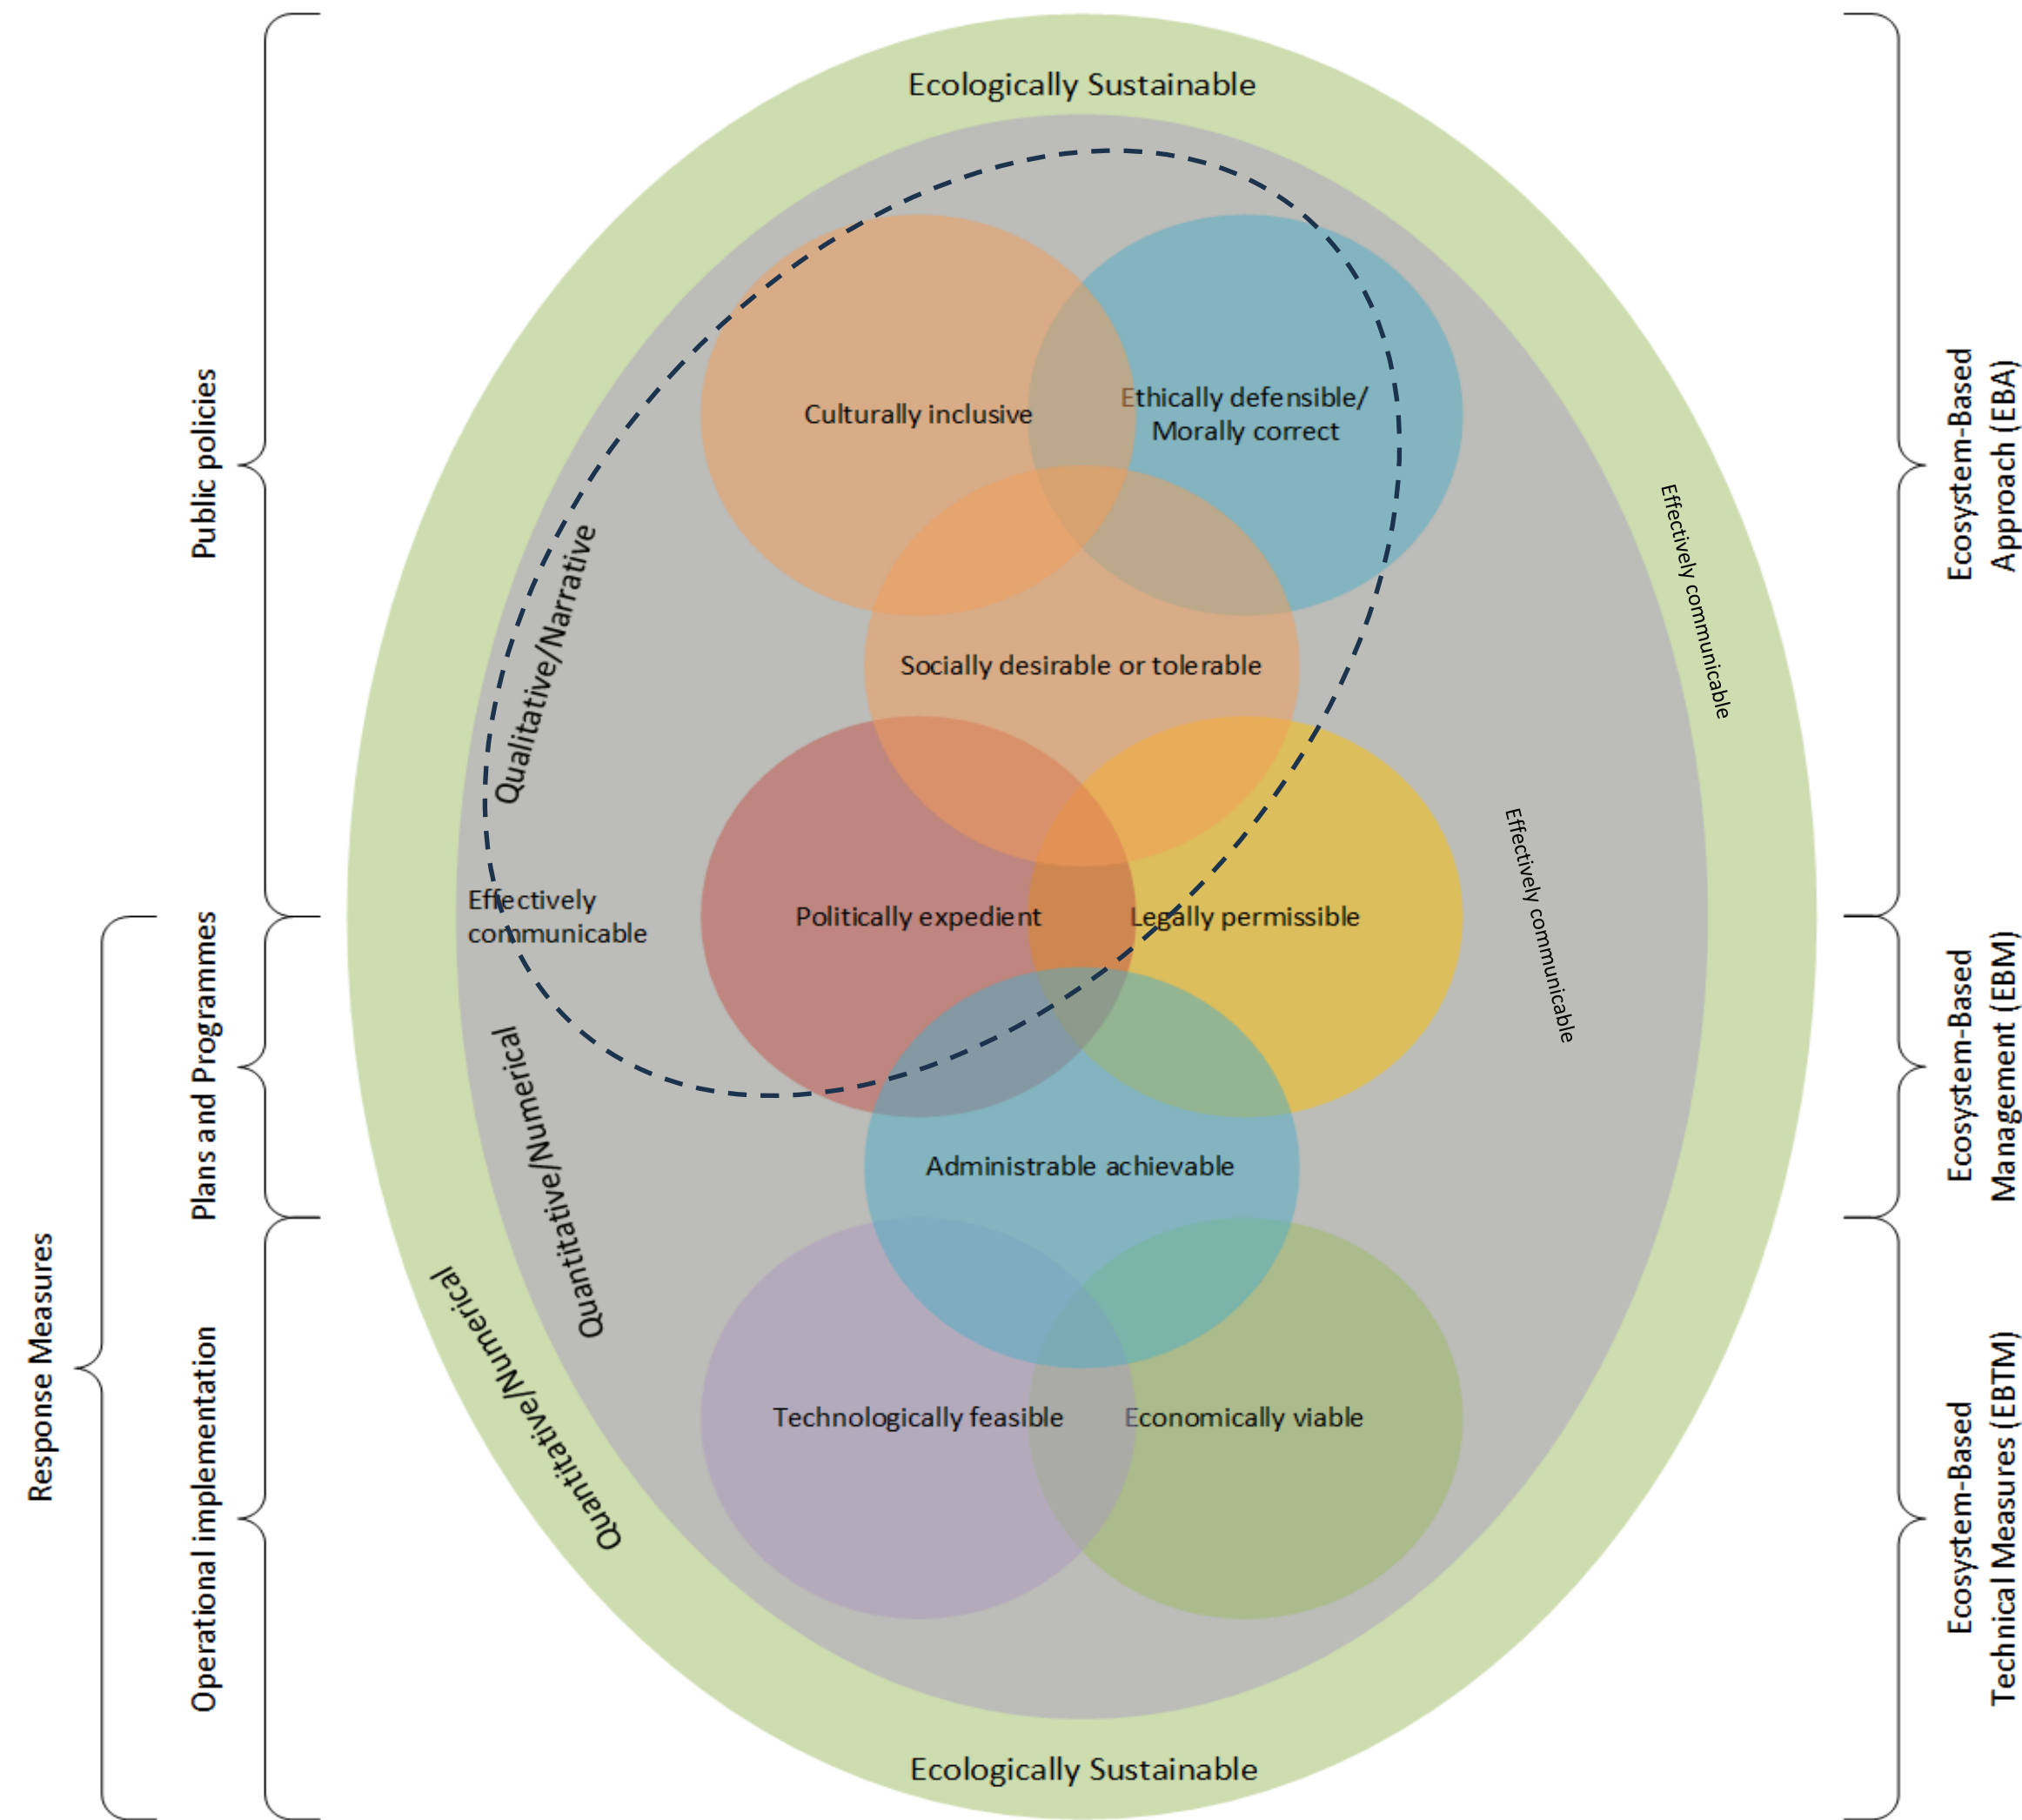 Ecologically Sustainable
Culturally inclusive
Ethically defensible/
Morally correct
Socially desirable or tolerable
Politically expedient
Legally permissible
Administrable achievable
Technologically feasible
Economically viable
Ecologically Sustainable
Qualitative/Narrative
Effectively
communicable
Quantitative/Numerical
Quantitative/Numerical
Effectively communicable
Effectively communicable
Public policies
Plans and Programmes
Operational implementation
Response Measures
Ecosystem-Based
Approach (EBA)
Ecosystem-Based
Management (EBM)
Ecosystem-Based
Technical Measures (EBTM)